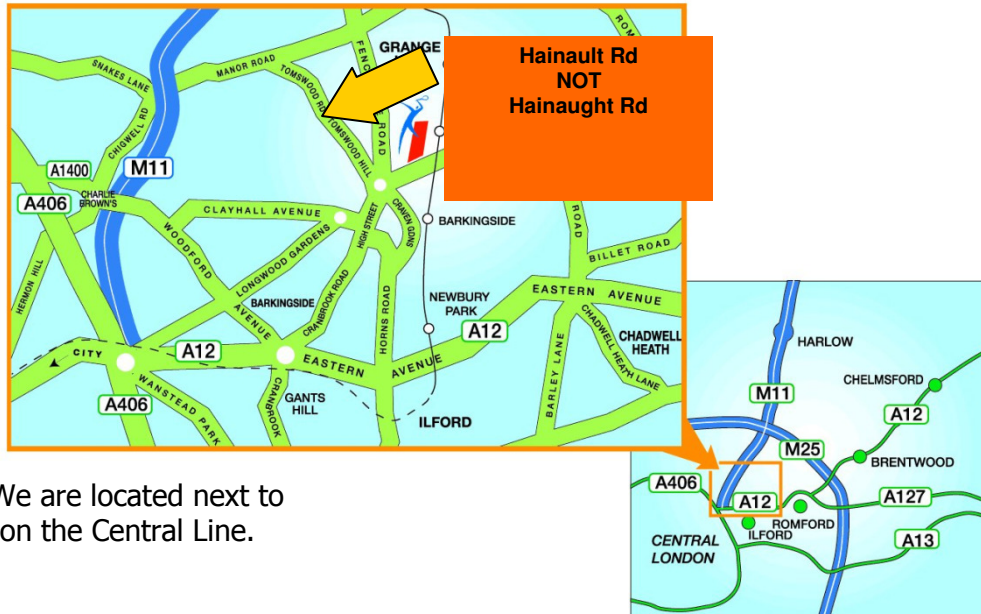 GRANGE
Hainault Rd
NOT
Hainaught Rd
SNAKES LANE
MANOR ROAD
TOMSWOOD RD
TOMSWOOD HILL
ROAD
CHIGWELL RD
A1400
M11
A406
CHARLIE
BROWN'S
CLAYHALL AVENUE
HIGH STREET
CRAVEN GDNS
BARKINGSIDE
ROAD
BILLET ROAD
WOODFORD
AVENUE
LONGWOOD GARDENS
HERMON HILL
BARKINGSIDE
CRANBROOK ROAD
HORNS ROAD
NEWBURY
PARK
EASTERN AVENUE
A12
CHADWELL
HEATH
CHADWELL HEATH LANE
BARLEY LANE
CITY
A12
EASTERN AVENUE
A406
WANSTEAD PARK
CRANBROOK
GANTS
HILL
ILFORD
HARLOW
CHELMSFORD
M11
A12
M25
BRENTWOOD
A406
A12
A127
ROMFORD
ILFORD
A13
CENTRAL
LONDON
We are located next to
on the Central Line.